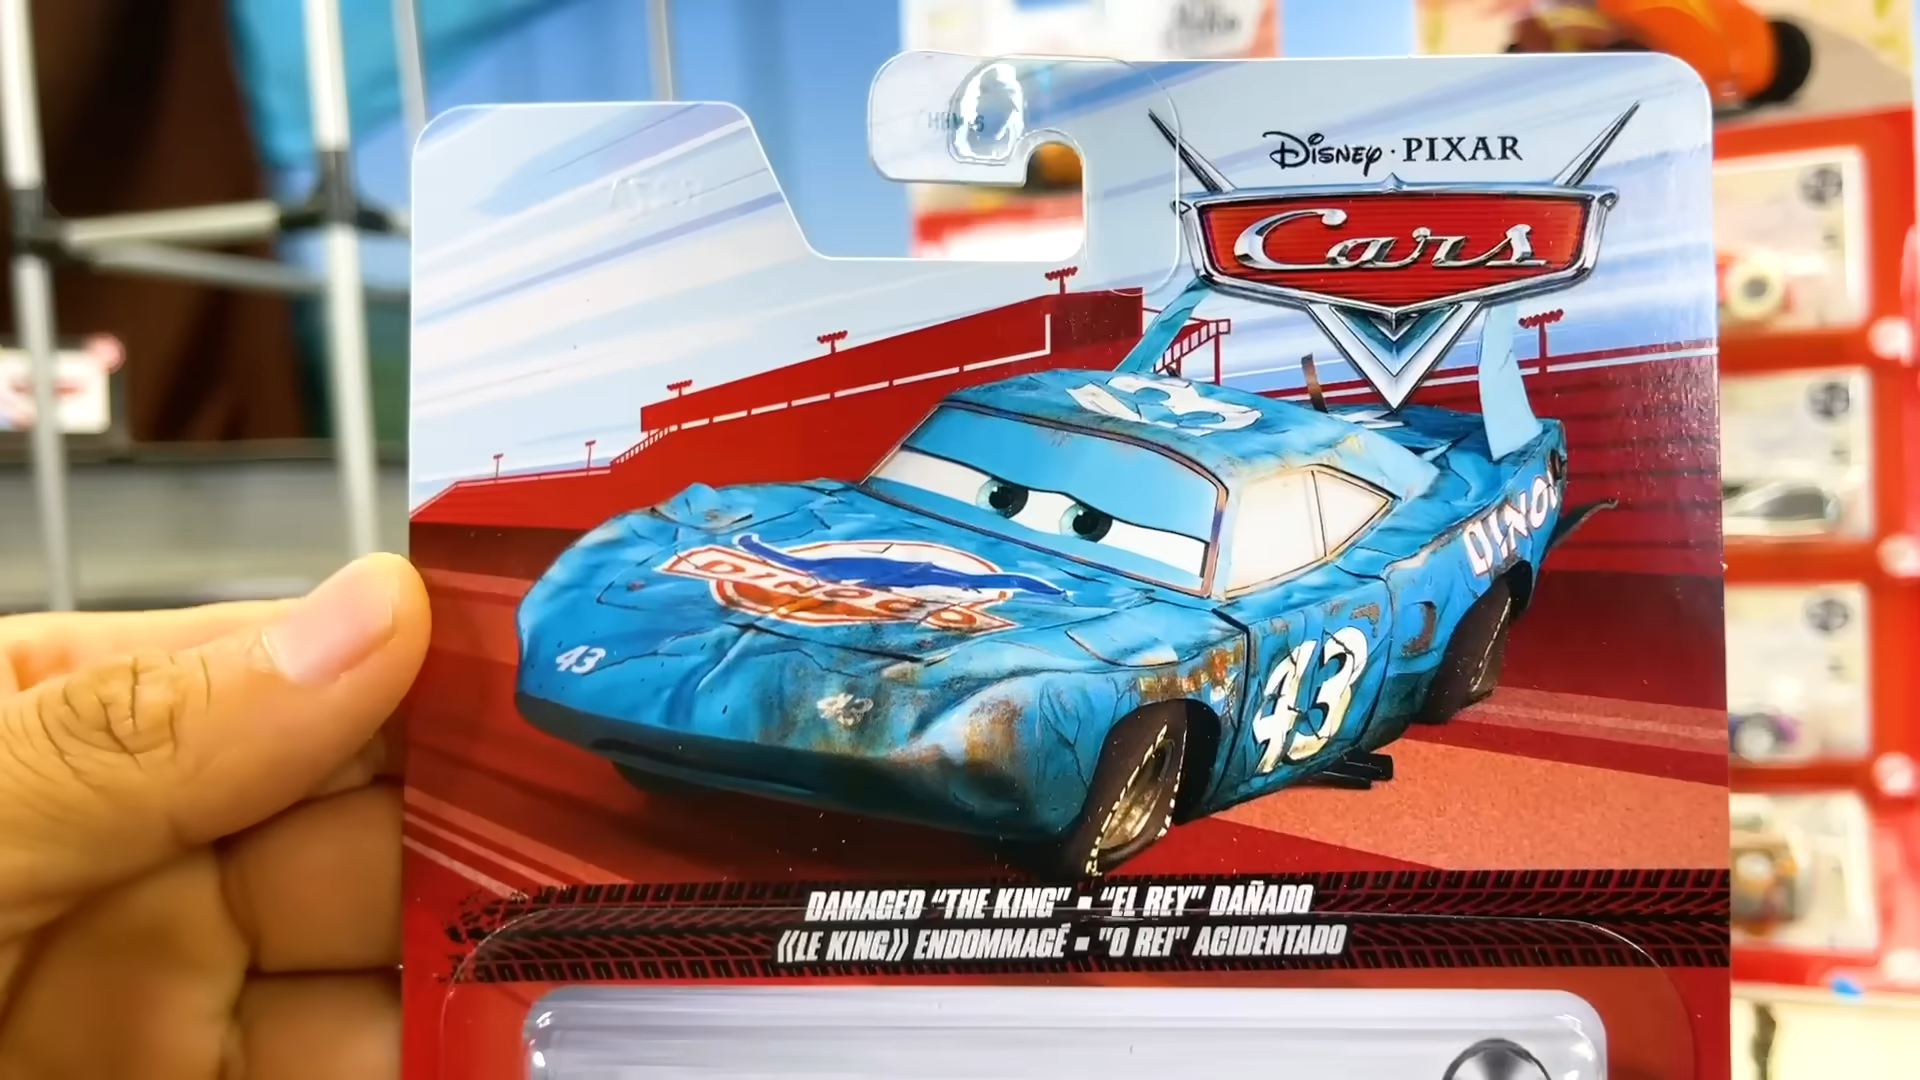 Disney · PIXAR
Cars
43
DINOCO
DINO
43
43
43
DAMAGED "THE KING" ▪ "EL REY" DAÑADO
⟪LE KING⟫ ENDOMMAGÉ ▪ "O REI" ACIDENTADO